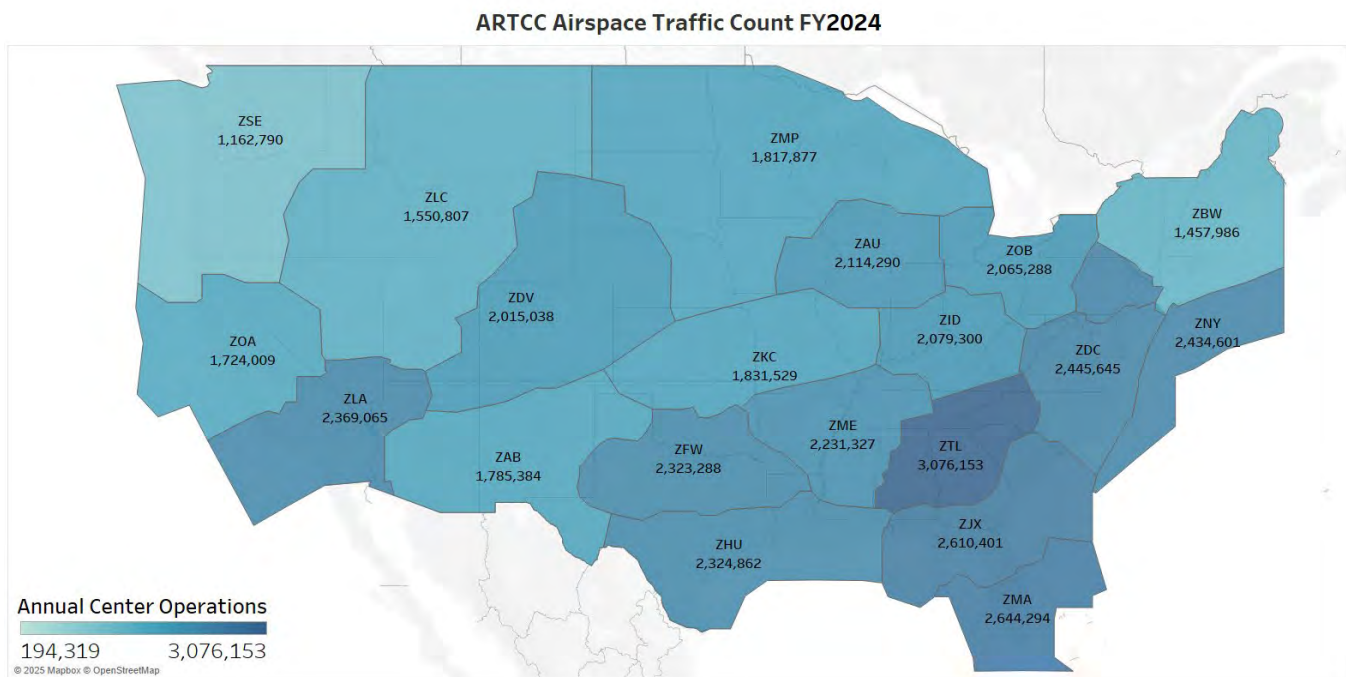 ARTCC Airspace Traffic Count FY2024
ZSE
1,162,790
ZMP
1,817,877
ZLC
1,550,807
ZBW
1,457,986
ZAU
2,114,290
ZOB
2,065,288
ZDV
2,015,038
ZOA
1,724,009
ZID
2,079,300
ZNY
2,434,601
ZDC
2,445,645
ZKC
1,831,529
ZLA
2,369,065
ZME
2,231,327
ZFW
2,323,288
ZTL
3,076,153
ZAB
1,785,384
ZJX
2,610,401
ZHU
2,324,862
ZMA
2,644,294
Annual Center Operations
194,319 3,076,153
© 2025 Mapbox © OpenStreetMap